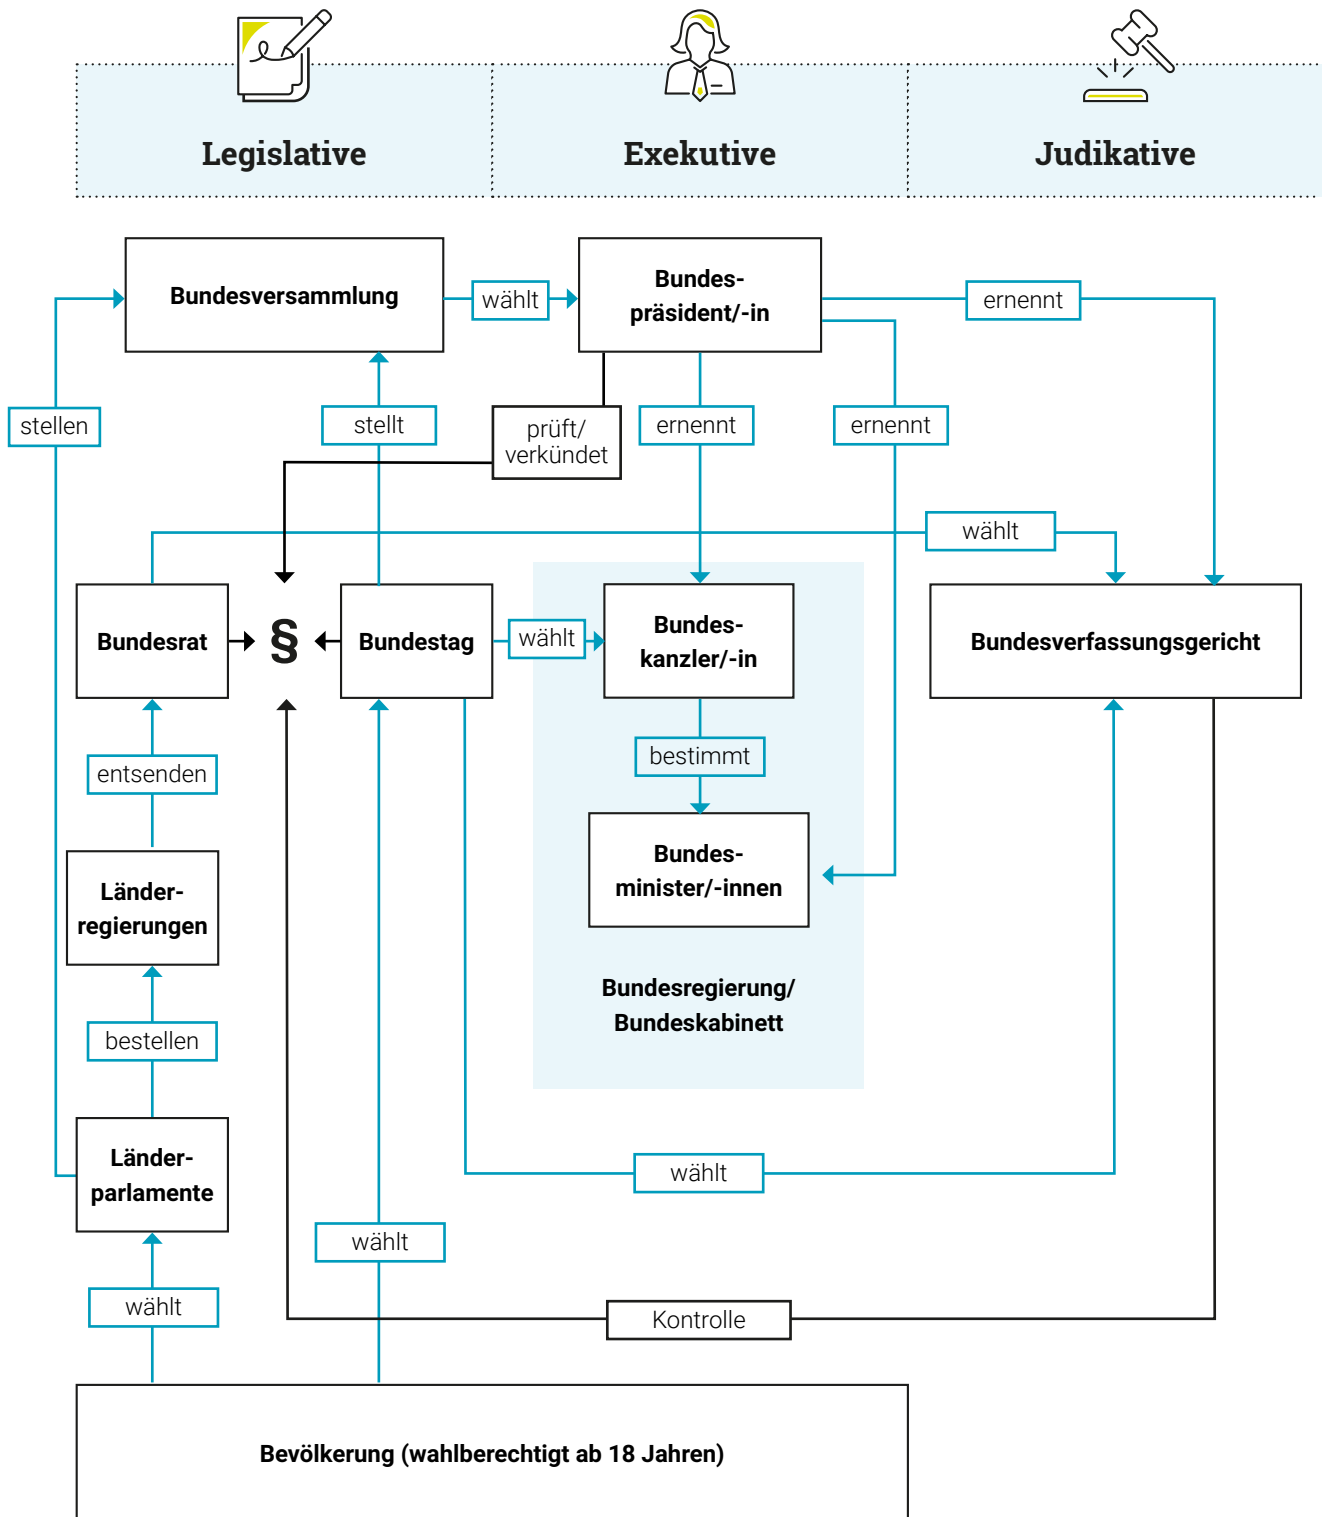 Legislative
Exekutive
Judikative
Bundesversammlung
wählt
Bundes-
präsident/-in
ernennt
stellen
stellt
prüft/
verkündet
ernennt
ernennt
wählt
Bundesrat
§
Bundestag
wählt
Bundes-
kanzler/-in
Bundesverfassungsgericht
entsenden
bestimmt
Länder-
regierungen
Bundes-
minister/-innen
Bundesregierung/
Bundeskabinett
bestellen
Länder-
parlamente
wählt
wählt
wählt
Kontrolle
Bevölkerung (wahlberechtigt ab 18 Jahren)